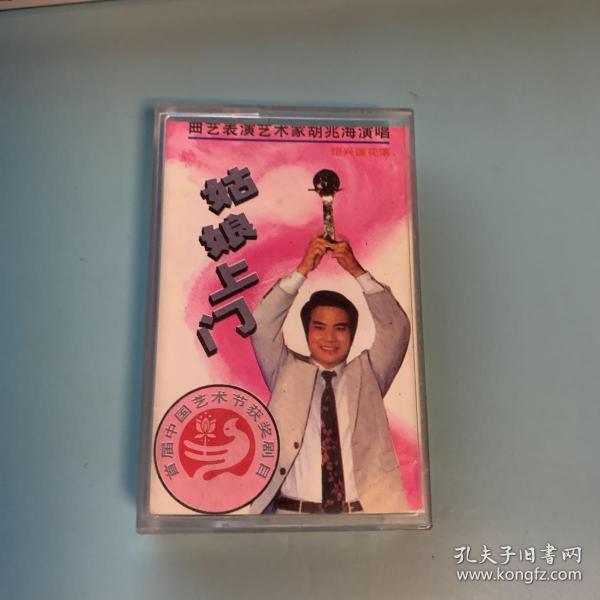 曲艺表演艺术家胡兆海演唱
绍兴莲花落
姑娘上门
首届中国艺术节获奖剧目
孔夫子旧书网
www.kongfz.com